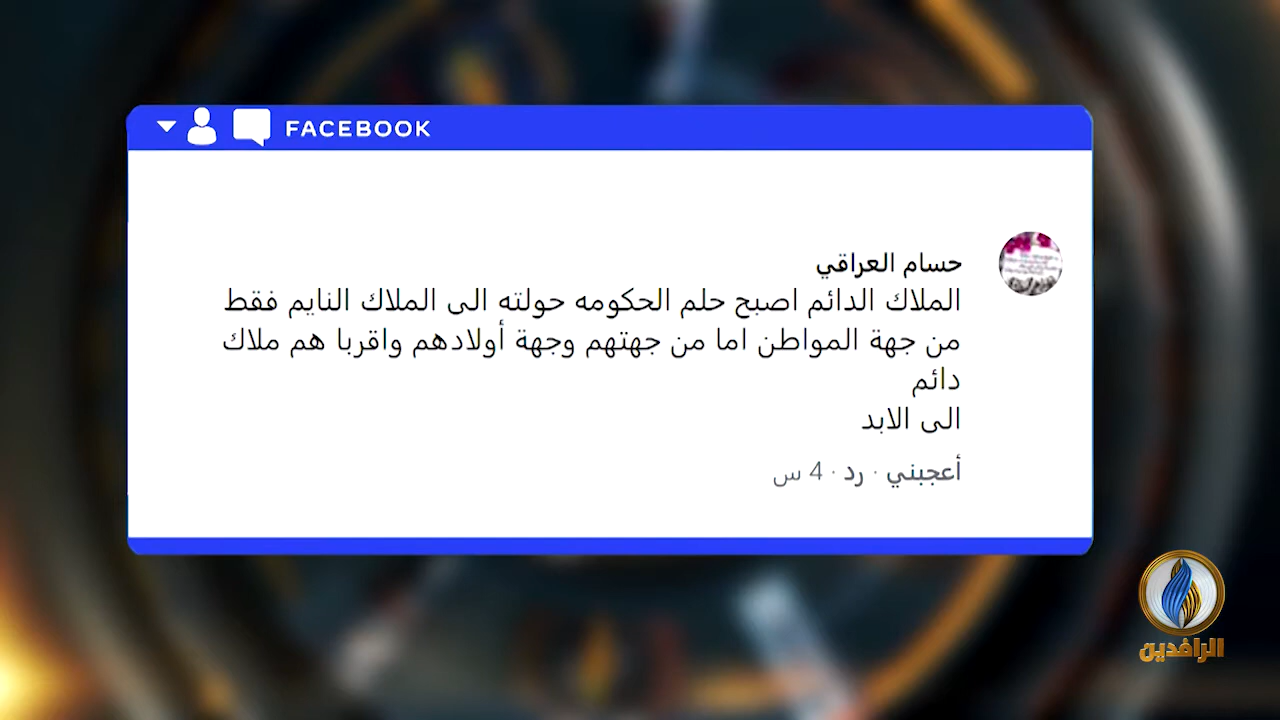 FACEBOOK
حسام العراقي
الملاك الدائم اصبح حلم الحكومه حولته الى الملاك النايم فقط
من جهة المواطن اما من جهتهم وجهة أولادهم واقربا هم ملاك
دائم
الى الابد
أعجبني · رد · 4 س
الرافدين